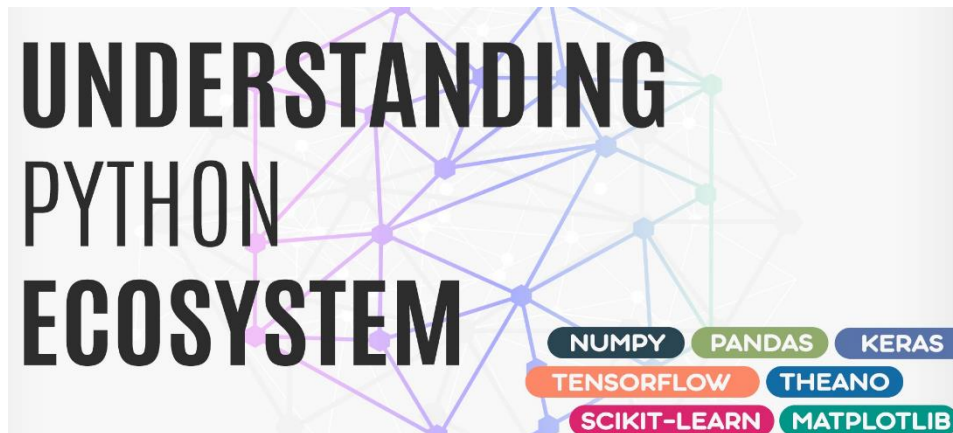 UNDERSTANDING
PYTHON
ECOSYSTEM
NUMPY PANDAS KERAS
TENSORFLOW THEANO
SCIKIT-LEARN MATPLOTLIB